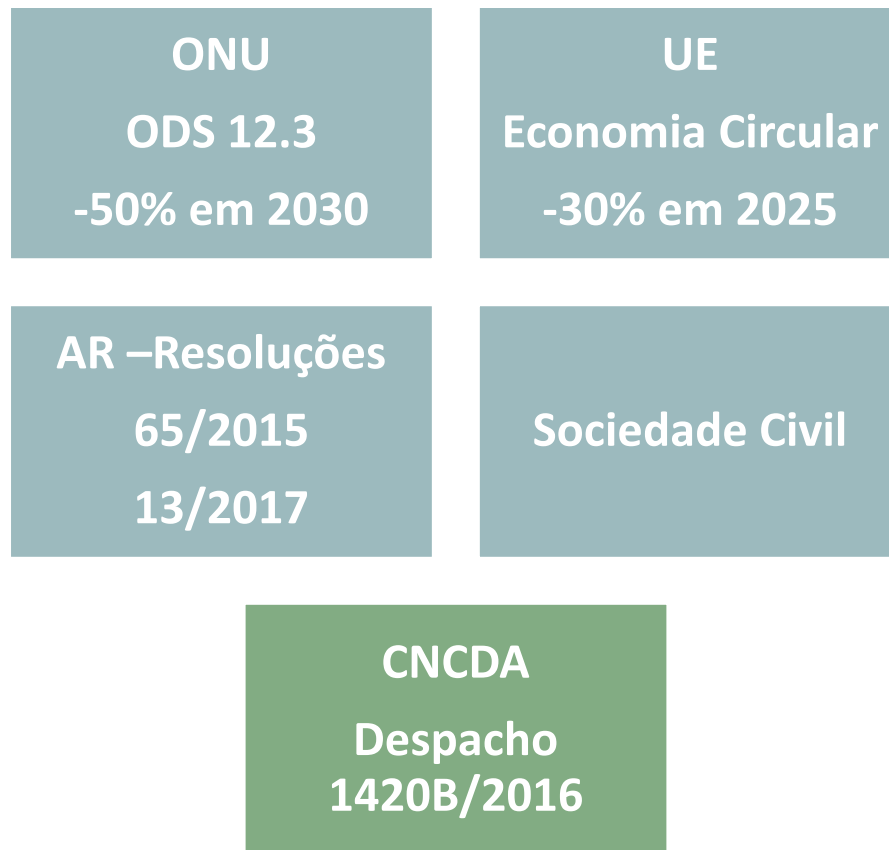 ONU
ODS 12.3
-50% em 2030
UE
Economia Circular
-30% em 2025
AR –Resoluções
65/2015
13/2017
Sociedade Civil
CNCDA
Despacho
1420B/2016